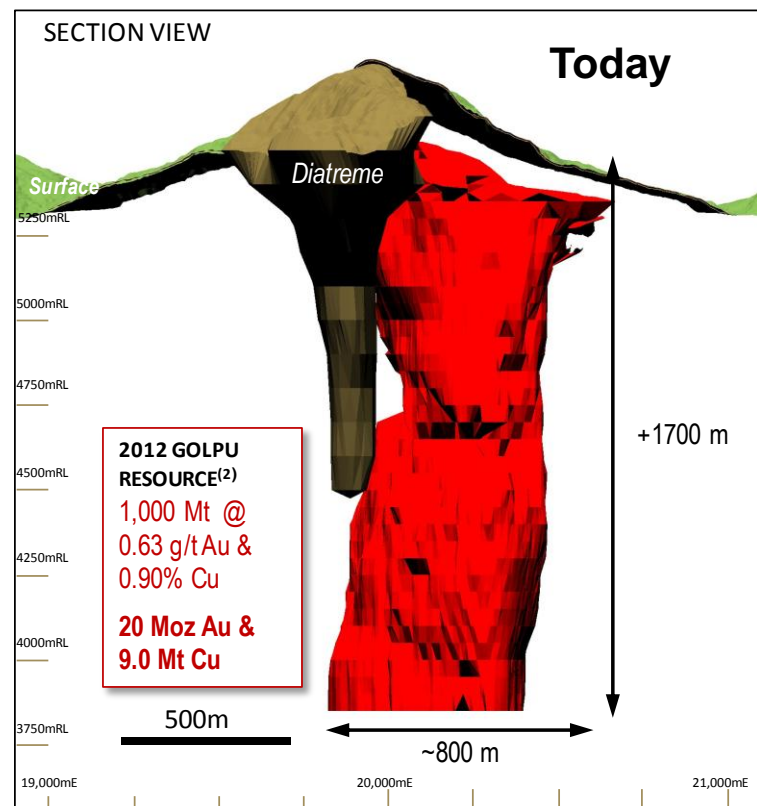 SECTION VIEW
Today
Diatreme
Surface
5250mRL
5000mRL
4750mRL
4500mRL
4250mRL
4000mRL
3750mRL
+1700 m
2012 GOLPU
RESOURCE(2)
1,000 Mt @
0.63 g/t Au &
0.90% Cu
20 Moz Au &
9.0 Mt Cu
500m
~800 m
19,000mE
20,000mE
21,000mE